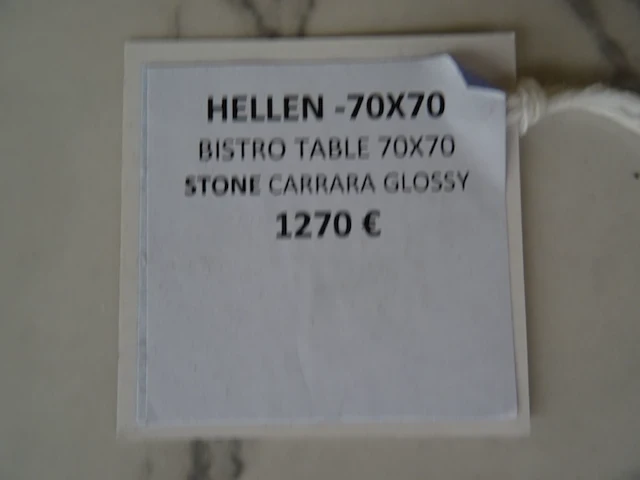 HELLEN -70X70
BISTRO TABLE 70X70
STONE CARRARA GLOSSY
1270 €